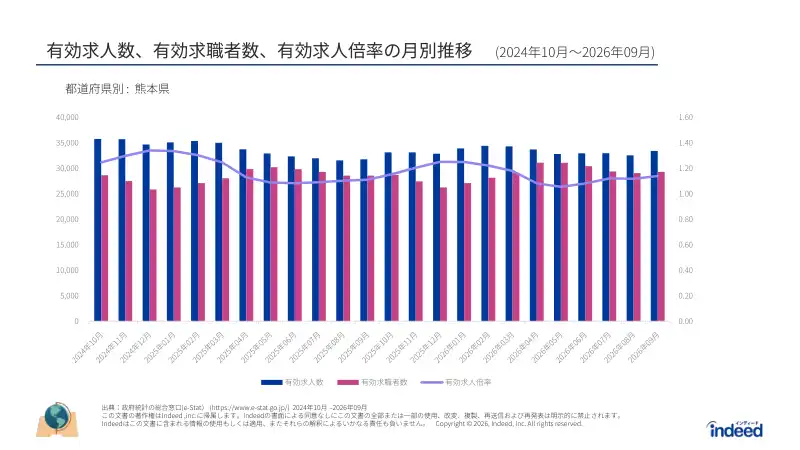 有効求人数、有効求職者数、有効求人倍率の月別推移 (2024年10月～2026年09月)
都道府県別 : 熊本県
40,000
35,000
30,000
25,000
20,000
15,000
10,000
5,000
0
1.60
1.40
1.20
1.00
0.80
0.60
0.40
0.20
0.00
2024年10月
2024年11月
2024年12月
2025年01月
2025年02月
2025年03月
2025年04月
2025年05月
2025年06月
2025年07月
2025年08月
2025年09月
2025年10月
2025年11月
2025年12月
2026年01月
2026年02月
2026年03月
2026年04月
2026年05月
2026年06月
2026年07月
2026年08月
2026年09月
有効求人数 有効求職者数 有効求人倍率
出典：政府統計の総合窓口(e-Stat) (https://www.e-stat.go.jp/) 2024年10月 –2026年09月
この文書の著作権はIndeed ,Inc.に帰属します。Indeedの書面による同意なしにこの文書の全部または一部の使用、改変、複製、再送信および再発表は明示的に禁止されます。
Indeedはこの文書に含まれる情報の使用もしくは適用、またそれらの解釈によるいかなる責任も負いません。 Copyright © 2026, Indeed, Inc. All rights reserved.
インディード
indeed